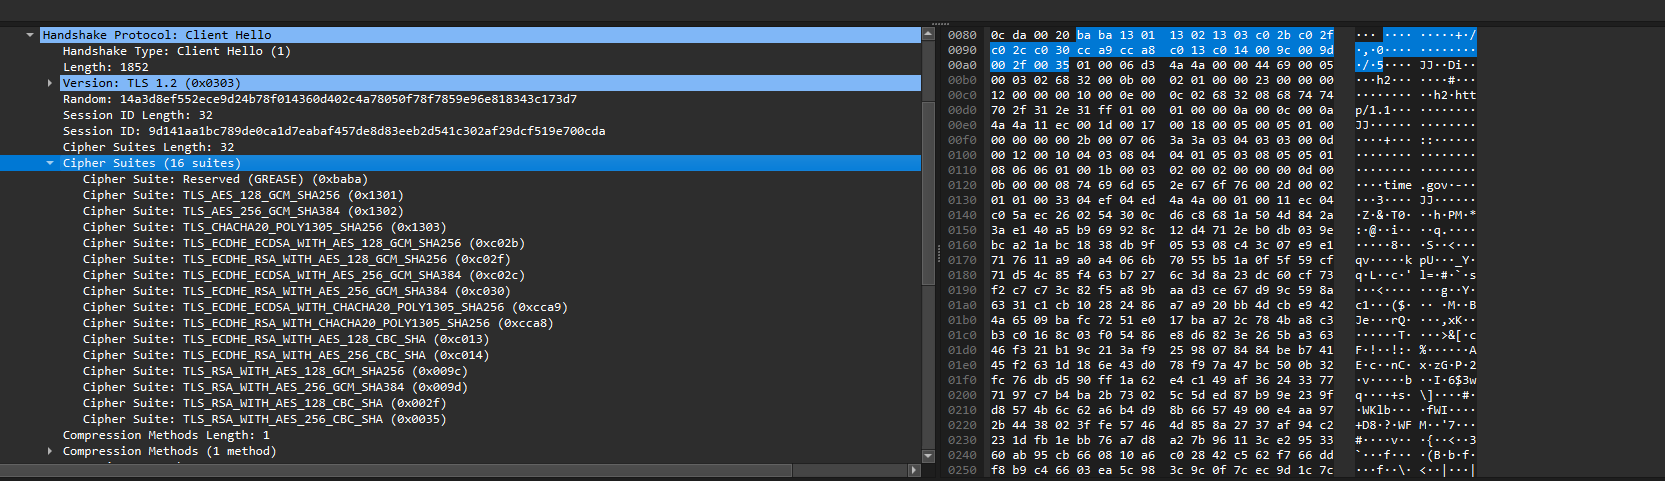 Handshake Protocol: Client Hello
Handshake Type: Client Hello (1)
Length: 1852
Version: TLS 1.2 (0x0303)
Random: 14a3d8ef552ece9d24b78f014360d402c4a78050f78f7859e96e818343c173d7
Session ID Length: 32
Session ID: 9d141aa1bc789de0ca1d7eabaf457de8d83eeb2d541c302af29dcf519e700cda
Cipher Suites Length: 32
Cipher Suites (16 suites)
Cipher Suite: Reserved (GREASE) (0xbaba)
Cipher Suite: TLS_AES_128_GCM_SHA256 (0x1301)
Cipher Suite: TLS_AES_256_GCM_SHA384 (0x1302)
Cipher Suite: TLS_CHACHA20_POLY1305_SHA256 (0x1303)
Cipher Suite: TLS_ECDHE_ECDSA_WITH_AES_128_GCM_SHA256 (0xc02b)
Cipher Suite: TLS_ECDHE_RSA_WITH_AES_128_GCM_SHA256 (0xc02f)
Cipher Suite: TLS_ECDHE_ECDSA_WITH_AES_256_GCM_SHA384 (0xc02c)
Cipher Suite: TLS_ECDHE_RSA_WITH_AES_256_GCM_SHA384 (0xc030)
Cipher Suite: TLS_ECDHE_ECDSA_WITH_CHACHA20_POLY1305_SHA256 (0xcca9)
Cipher Suite: TLS_ECDHE_RSA_WITH_CHACHA20_POLY1305_SHA256 (0xcca8)
Cipher Suite: TLS_ECDHE_RSA_WITH_AES_128_CBC_SHA (0xc013)
Cipher Suite: TLS_ECDHE_RSA_WITH_AES_256_CBC_SHA (0xc014)
Cipher Suite: TLS_RSA_WITH_AES_128_GCM_SHA256 (0x009c)
Cipher Suite: TLS_RSA_WITH_AES_256_GCM_SHA384 (0x009d)
Cipher Suite: TLS_RSA_WITH_AES_128_CBC_SHA (0x002f)
Cipher Suite: TLS_RSA_WITH_AES_256_CBC_SHA (0x0035)
Compression Methods Length: 1
Compression Methods (1 method)
0080 0c da 00 20 ba ba 13 01 13 02 13 03 c0 2b c0 2f ··· ···· ·····+·/
0090 c0 2c c0 30 cc a9 cc a8 c0 13 c0 14 00 9c 00 9d ·,·0···· ········
00a0 00 2f 00 35 01 00 06 d3 4a 4a 00 00 44 69 00 05 ·/·5···· JJ··Di··
00b0 00 03 02 68 32 00 0b 00 02 01 00 00 23 00 00 00 ···h2··· ····#···
00c0 12 00 00 00 10 00 0e 00 0c 02 68 32 08 68 74 74 ········ ··h2·htt
00d0 70 2f 31 2e 31 ff 01 00 01 00 00 0a 00 0c 00 0a p/1.1··· ········
00e0 4a 4a 11 ec 00 1d 00 17 00 18 00 05 00 05 01 00 JJ······ ········
00f0 00 00 00 00 2b 00 07 06 3a 3a 03 04 03 03 00 0d ····+··· ::······
0100 00 12 00 10 04 03 08 04 04 01 05 03 08 05 05 01 ········ ········
0110 08 06 06 01 00 1b 00 03 02 00 02 00 00 00 0d 00 ········ ········
0120 0b 00 00 08 74 69 6d 65 2e 67 6f 76 00 2d 00 02 ····time .gov·-··
0130 01 01 00 33 04 ef 04 ed 4a 4a 00 01 00 11 ec 04 ···3···· JJ······
0140 c0 5a ec 26 02 54 30 0c d6 c8 68 1a 50 4d 84 2a ·Z·&·T0· ··h·PM·*
0150 3a e1 40 a5 b9 69 92 8c 12 d4 71 2e b0 db 03 9e :·@··i·· ··q.····
0160 bc a2 1a bc 18 38 db 9f 05 53 08 c4 3c 07 e9 e1 ·····8·· ·S··<···
0170 71 76 11 a9 a0 a4 06 6b 70 55 b5 1a 0f 5f 59 cf qv·····k pU···_Y·
0180 71 d5 4c 85 f4 63 b7 27 6c 3d 8a 23 dc 60 cf 73 q·L··c·' l=·#·`·s
0190 f2 c7 c7 3c 82 f5 a8 9b aa d3 ce 67 d9 9c 59 8a ···<···· ···g··Y·
01a0 63 31 c1 cb 10 28 24 86 a7 a9 20 bb 4d cb e9 42 c1···($· ·· ·M··B
01b0 4a 65 09 ba fc 72 51 e0 17 ba a7 2c 78 4b a8 c3 Je···rQ· ···,xK··
01c0 b3 c0 16 8c 03 f0 54 86 e8 d6 82 3e 26 5b a3 63 ······T· ···>&[·c
01d0 46 f3 21 b1 9c 21 3a f9 25 98 07 84 84 be b7 41 F·!··!:· %······A
01e0 45 f2 63 1d 18 6e 43 d0 78 f9 7a 47 bc 50 0b 32 E·c··nC· x·zG·P·2
01f0 fc 76 db d5 90 ff 1a 62 e4 c1 49 af 36 24 33 77 ·v·····b ··I·6$3w
0200 71 97 c7 b4 ba 2b 73 02 5c 5d ed 87 b9 9e 23 9f q····+s· \]····#·
0210 d8 57 4b 6c 62 a6 b4 d9 8b 66 57 49 00 e4 aa 97 ·WKlb··· ·fWI····
0220 2b 44 38 02 3f fe 57 46 4d 85 8a 27 37 af 94 c2 +D8·?·WF M··'7···
0230 23 1d fb 1e bb 76 a7 d8 a2 7b 96 11 3c e2 95 33 #····v·· ·{··<··3
0240 60 ab 95 cb 66 08 10 a6 c0 28 42 c5 62 f7 66 dd `···f··· ·(B·b·f·
0250 f8 b9 c4 66 03 ea 5c 98 3c 9c 0f 7c ec 9d 1c 7c ···f··\· <··|···|